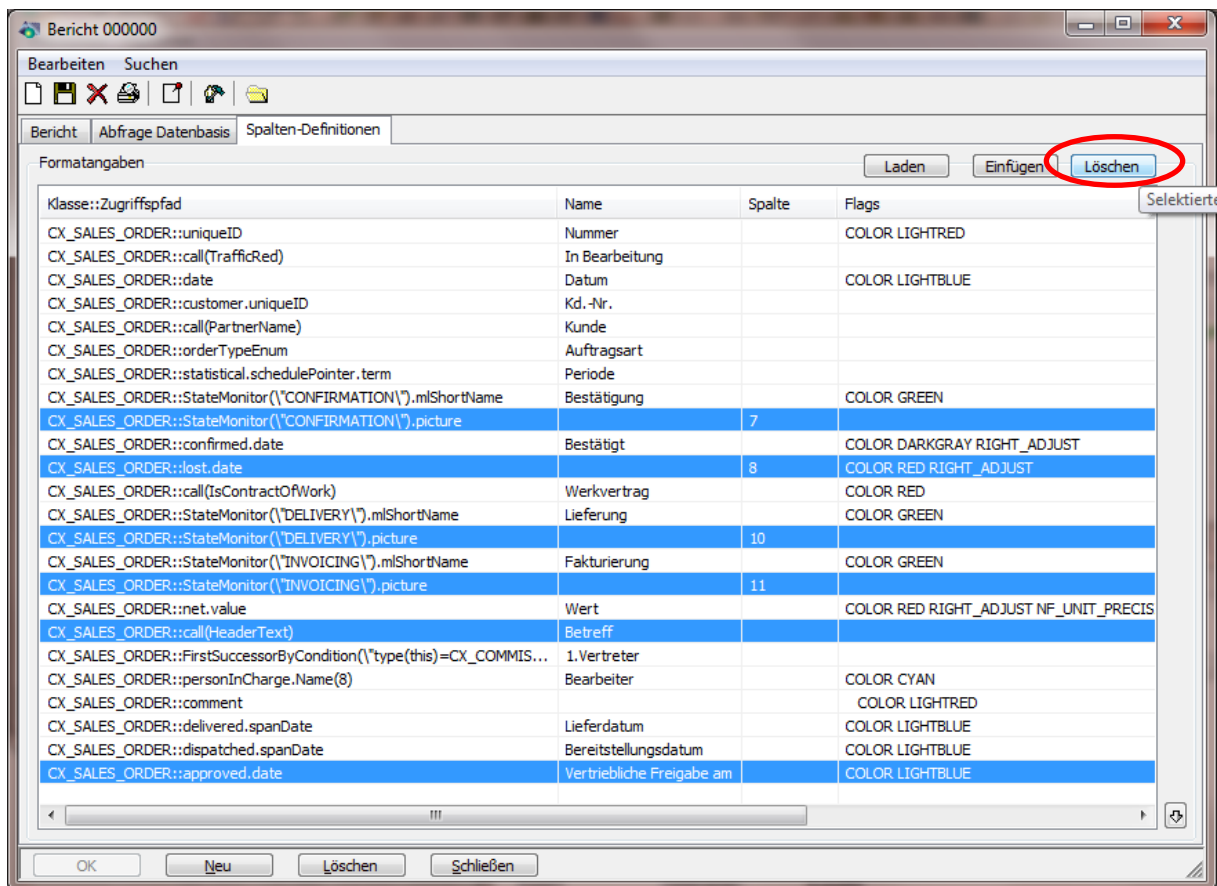 Bericht 000000
Bearbeiten Suchen
Bericht Abfrage Datenbasis Spalten-Definitionen
Formatangaben Laden Einfügen Löschen
Klasse::Zugriffspfad Name Spalte Flags Selektierte
CX_SALES_ORDER::uniqueID Nummer COLOR LIGHTRED
CX_SALES_ORDER::call(TrafficRed) In Bearbeitung
CX_SALES_ORDER::date Datum COLOR LIGHTBLUE
CX_SALES_ORDER::customer.uniqueID Kd.-Nr.
CX_SALES_ORDER::call(PartnerName) Kunde
CX_SALES_ORDER::orderTypeEnum Auftragsart
CX_SALES_ORDER::statistical.schedulePointer.term Periode
CX_SALES_ORDER::StateMonitor(\"CONFIRMATION\").mlShortName Bestätigung COLOR GREEN
CX_SALES_ORDER::StateMonitor(\"CONFIRMATION\").picture 7
CX_SALES_ORDER::confirmed.date Bestätigt COLOR DARKGRAY RIGHT_ADJUST
CX_SALES_ORDER::lost.date 8 COLOR RED RIGHT_ADJUST
CX_SALES_ORDER::call(IsContractOfWork) Werkvertrag COLOR RED
CX_SALES_ORDER::StateMonitor(\"DELIVERY\").mlShortName Lieferung COLOR GREEN
CX_SALES_ORDER::StateMonitor(\"DELIVERY\").picture 10
CX_SALES_ORDER::StateMonitor(\"INVOICING\").mlShortName Fakturierung COLOR GREEN
CX_SALES_ORDER::StateMonitor(\"INVOICING\").picture 11
CX_SALES_ORDER::net.value Wert COLOR RED RIGHT_ADJUST NF_UNIT_PRECIS
CX_SALES_ORDER::call(HeaderText) Betreff
CX_SALES_ORDER::FirstSuccessorByCondition(\"type(this)=CX_COMMIS... 1.Vertreter
CX_SALES_ORDER::personInCharge.Name(8) Bearbeiter COLOR CYAN
CX_SALES_ORDER::comment COLOR LIGHTRED
CX_SALES_ORDER::delivered.spanDate Lieferdatum COLOR LIGHTBLUE
CX_SALES_ORDER::dispatched.spanDate Bereitstellungsdatum COLOR LIGHTBLUE
CX_SALES_ORDER::approved.date Vertriebliche Freigabe am COLOR LIGHTBLUE
OK Neu Löschen Schließen